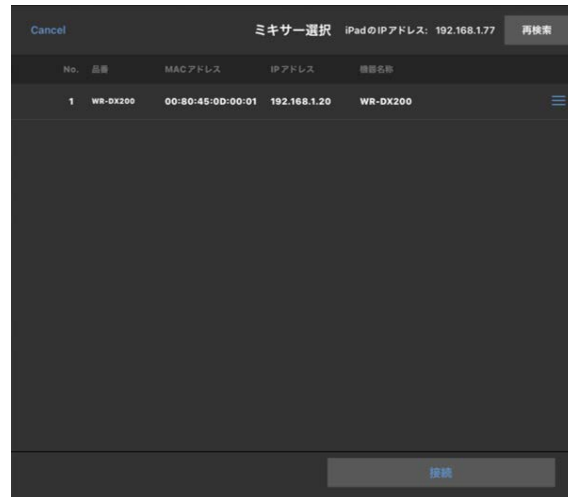 Cancel ミキサー選択 iPadのIPアドレス: 192.168.1.77 再検索
No. 品番 MACアドレス IPアドレス 機器名称
1 WR-DX200 00:80:45:0D:00:01 192.168.1.20 WR-DX200
接続